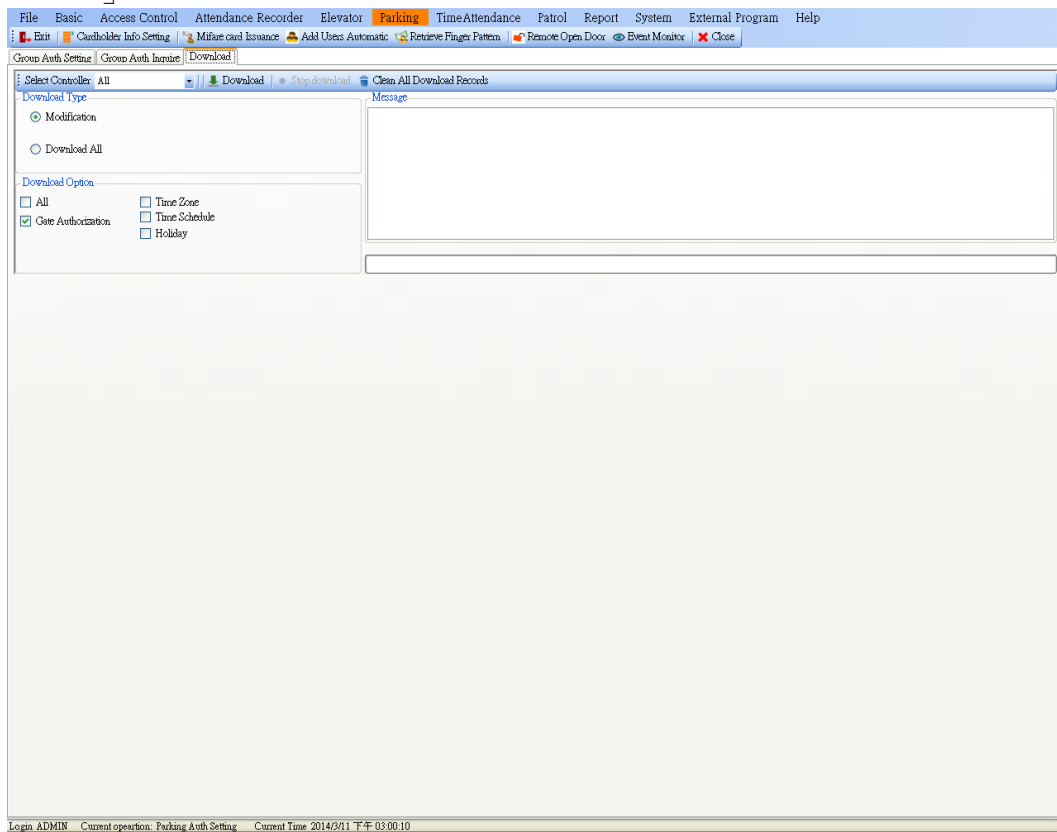 File Basic Access Control Attendance Recorder Elevator Parking TimeAttendance Patrol Report System External Program Help
Exit Cardholder Info Setting Mifare card Issuance Add Users Automatic Retrieve Finger Pattern Remote Open Door Event Monitor Close
Group Auth Setting Group Auth Inquire Download
Select Controller All Download Stop download Clean All Download Records
Download Type Message
Modification
Download All
Download Option
All Time Zone
Gate Authorization Time Schedule
Holiday
Login ADMIN Current opeartion: Parking Auth Setting Current Time 2014/3/11 下午 03:00:10